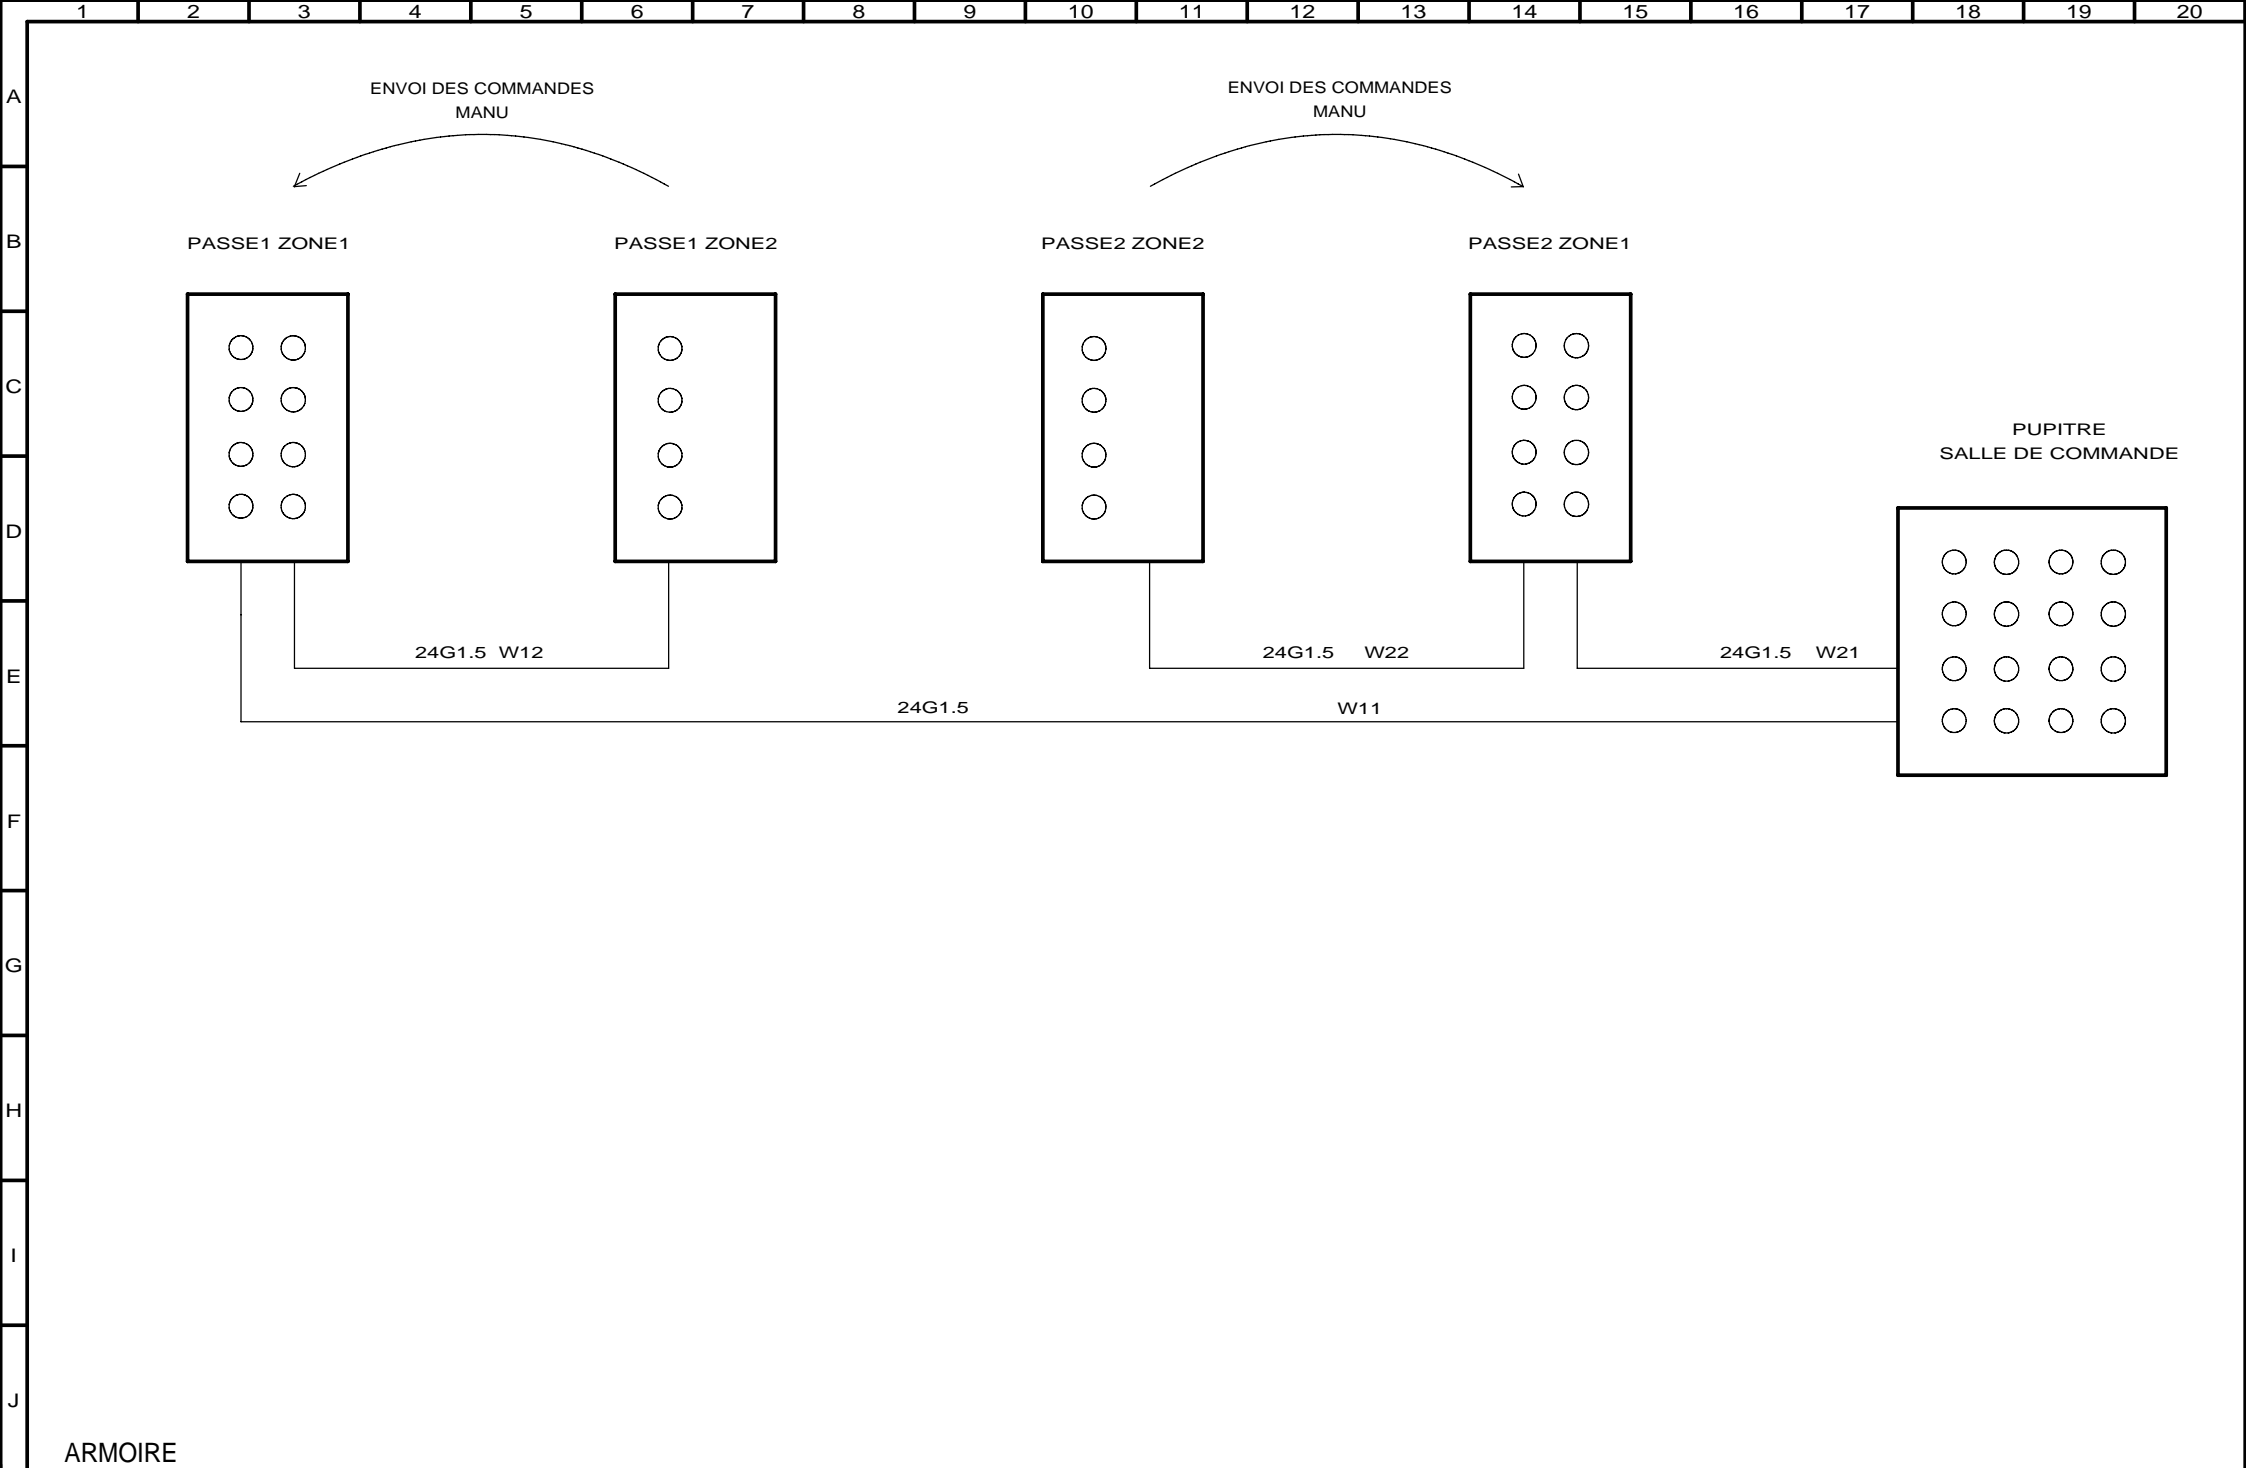 1 2 3 4 5 6 7 8 9 10 11 12 13 14 15 16 17 18 19 20
A
ENVOI DES COMMANDES
MANU
ENVOI DES COMMANDES
MANU
B
PASSE1 ZONE1
PASSE1 ZONE2
PASSE2 ZONE2
PASSE2 ZONE1
C
PUPITRE
SALLE DE COMMANDE
D
E
24G1.5 W12
24G1.5 W22
24G1.5 W21
24G1.5 W11
F
G
H
I
J
ARMOIRE